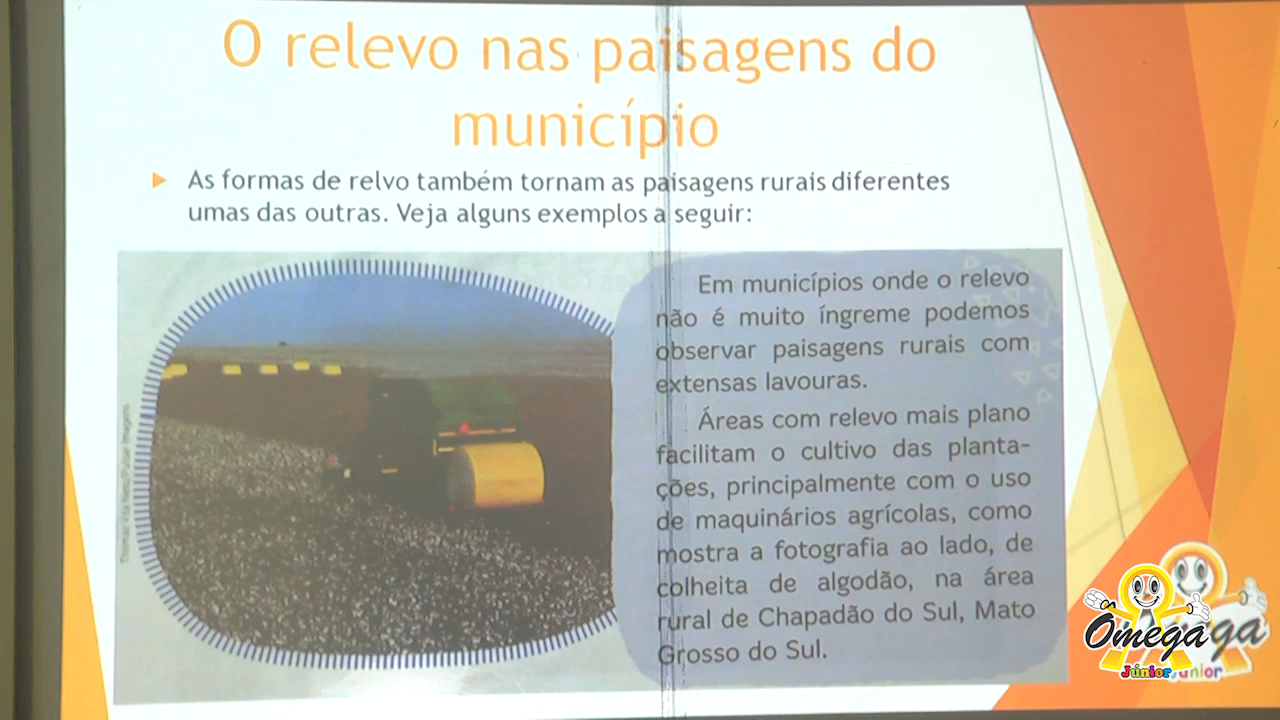 O relevo nas paisagens do
município
As formas de relvo também tornam as paisagens rurais diferentes
umas das outras. Veja alguns exemplos a seguir:
Em municípios onde o relevo
não é muito íngreme podemos
observar paisagens rurais com
extensas lavouras.
Áreas com relevo mais plano
facilitam o cultivo das planta-
ções, principalmente com o uso
de maquinários agrícolas, como
mostra a fotografia ao lado, de
colheita de algodão, na área
rural de Chapadão do Sul, Mato
Grosso do Sul.
Ômega
Júnior